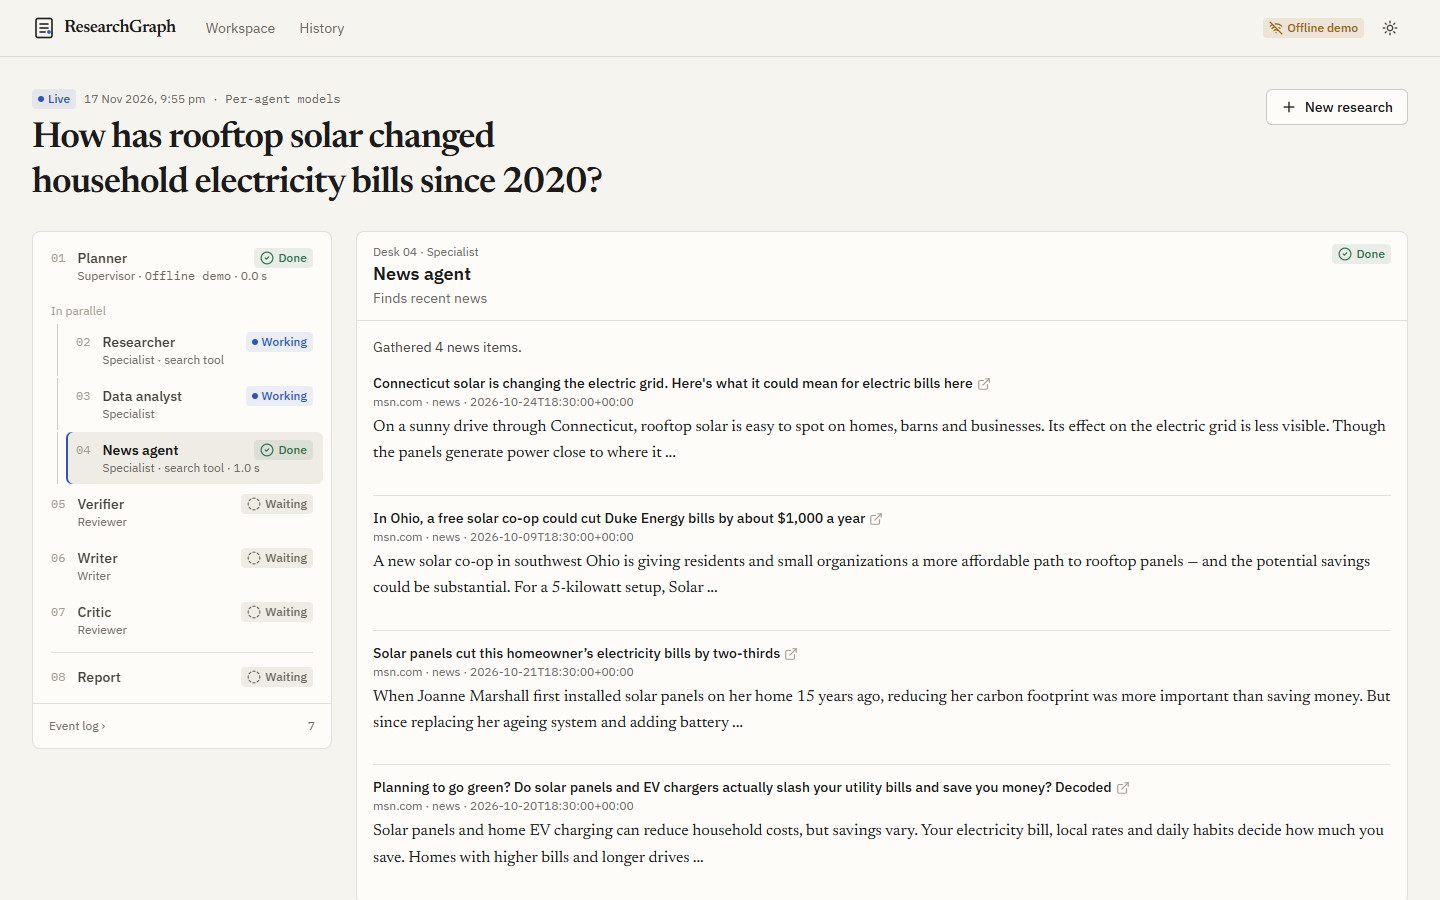 ResearchGraph
Workspace
History
Offline demo
Live
17 Nov 2026, 9:55 pm · Per-agent models
New research
How has rooftop solar changed
household electricity bills since 2020?
01 Planner
Done
Supervisor · Offline demo · 0.0 s
In parallel
02 Researcher
Working
Specialist · search tool
03 Data analyst
Working
Specialist
04 News agent
Done
Specialist · search tool · 1.0 s
05 Verifier
Waiting
Reviewer
06 Writer
Waiting
Writer
07 Critic
Waiting
Reviewer
08 Report
Waiting
Event log ›
7
Desk 04 · Specialist
News agent
Finds recent news
Done
Gathered 4 news items.
Connecticut solar is changing the electric grid. Here's what it could mean for electric bills here
msn.com · news · 2026-10-24T18:30:00+00:00
On a sunny drive through Connecticut, rooftop solar is easy to spot on homes, barns and businesses. Its effect on the electric grid is less visible. Though
the panels generate power close to where it ...
In Ohio, a free solar co-op could cut Duke Energy bills by about $1,000 a year
msn.com · news · 2026-10-09T18:30:00+00:00
A new solar co-op in southwest Ohio is giving residents and small organizations a more affordable path to rooftop panels — and the potential savings
could be substantial. For a 5-kilowatt setup, Solar ...
Solar panels cut this homeowner’s electricity bills by two-thirds
msn.com · news · 2026-10-21T18:30:00+00:00
When Joanne Marshall first installed solar panels on her home 15 years ago, reducing her carbon footprint was more important than saving money. But
since replacing her ageing system and adding battery ...
Planning to go green? Do solar panels and EV chargers actually slash your utility bills and save you money? Decoded
msn.com · news · 2026-10-20T18:30:00+00:00
Solar panels and home EV charging can reduce household costs, but savings vary. Your electricity bill, local rates and daily habits decide how much you
save. Homes with higher bills and longer drives ...